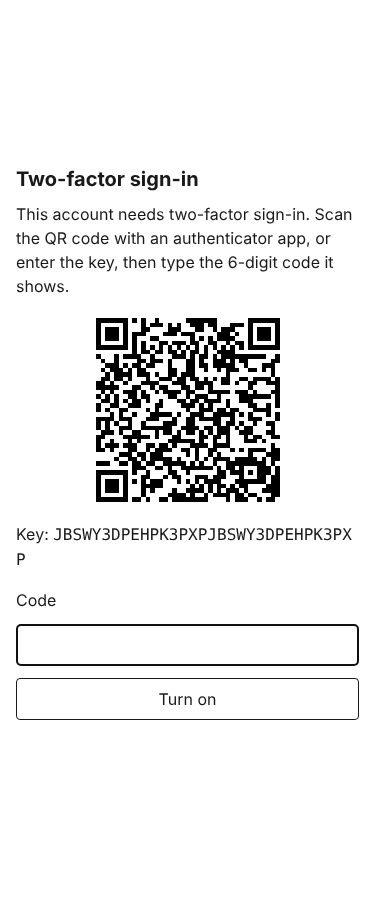 Two-factor sign-in
This account needs two-factor sign-in. Scan
the QR code with an authenticator app, or
enter the key, then type the 6-digit code it
shows.
Key: JBSWY3DPEHPK3PXPJBSWY3DPEHPK3PX
P
Code
Turn on